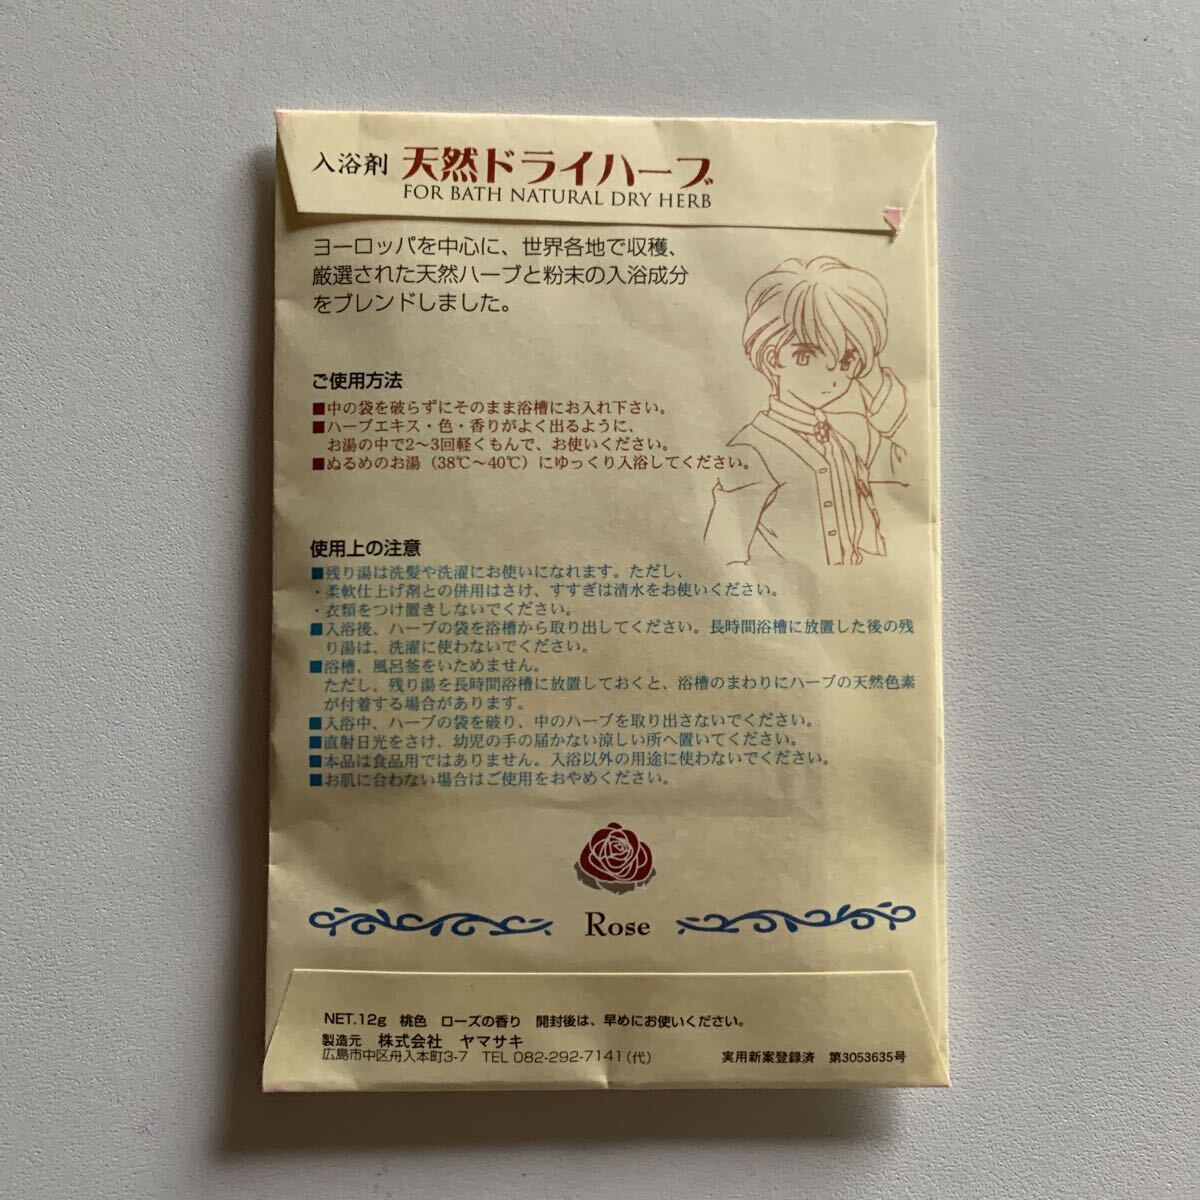 入浴剤 天然ドライハーブ
FOR BATH NATURAL DRY HERB
ヨーロッパを中心に、世界各地で収穫、
厳選された天然ハーブと粉末の入浴成分
をブレンドしました。
ご使用方法
■中の袋を破らずにそのまま浴槽にお入れ下さい。
■ハーブエキス・色・香りがよく出るように、
お湯の中で2〜3回軽くもんで、お使いください。
■ぬるめのお湯（38℃〜40℃）にゆっくり入浴してください。
使用上の注意
■残り湯は洗髪や洗濯にお使いになれます。ただし、
・柔軟仕上げ剤との併用はさけ、すすぎは清水をお使いください。
・衣類をつけ置きしないでください。
■入浴後、ハーブの袋を浴槽から取り出してください。長時間浴槽に放置した後の残
り湯は、洗濯に使わないでください。
■浴槽、風呂釜をいためません。
ただし、残り湯を長時間浴槽に放置しておくと、浴槽のまわりにハーブの天然色素
が付着する場合があります。
■入浴中、ハーブの袋を破り、中のハーブを取り出さないでください。
■直射日光をさけ、幼児の手の届かない涼しい所へ置いてください。
■本品は食品用ではありません。入浴以外の用途に使わないでください。
■お肌に合わない場合はご使用をおやめください。
Rose
NET.12g 桃色 ローズの香り 開封後は、早めにお使いください。
製造元 株式会社 ヤマサキ
広島市中区舟入本町3-7 TEL 082-292-7141（代） 実用新案登録済 第3053635号